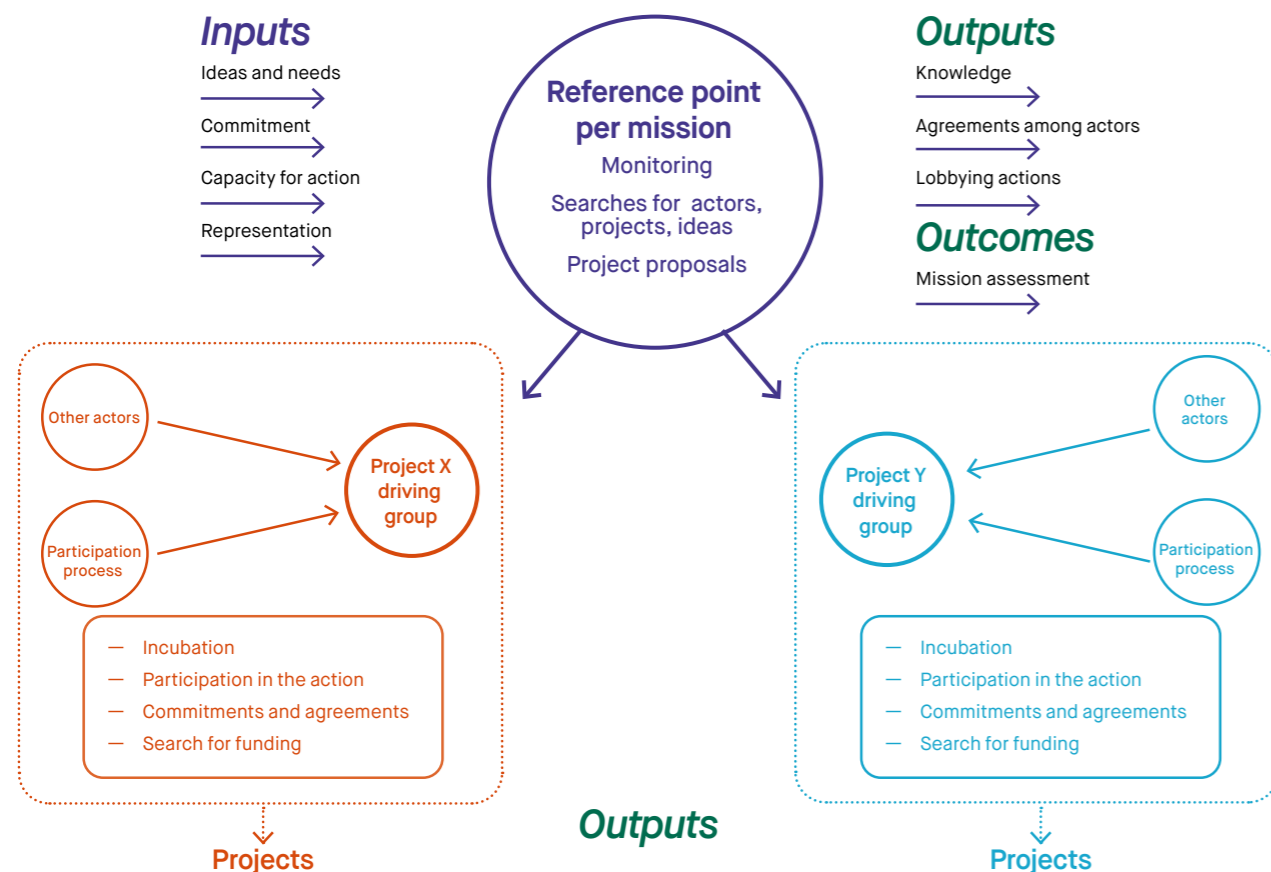 Inputs
Ideas and needs
Commitment
Capacity for action
Representation
Reference point
per mission
Monitoring
Searches for actors,
projects, ideas
Project proposals
Outputs
Knowledge
Agreements among actors
Lobbying actions
Outcomes
Mission assessment
Other actors
Participation
process
Project X
driving
group
— Incubation
— Participation in the action
— Commitments and agreements
— Search for funding
Projects
Outputs
Project Y
driving
group
Other
actors
Participation
process
— Incubation
— Participation in the action
— Commitments and agreements
— Search for funding
Projects